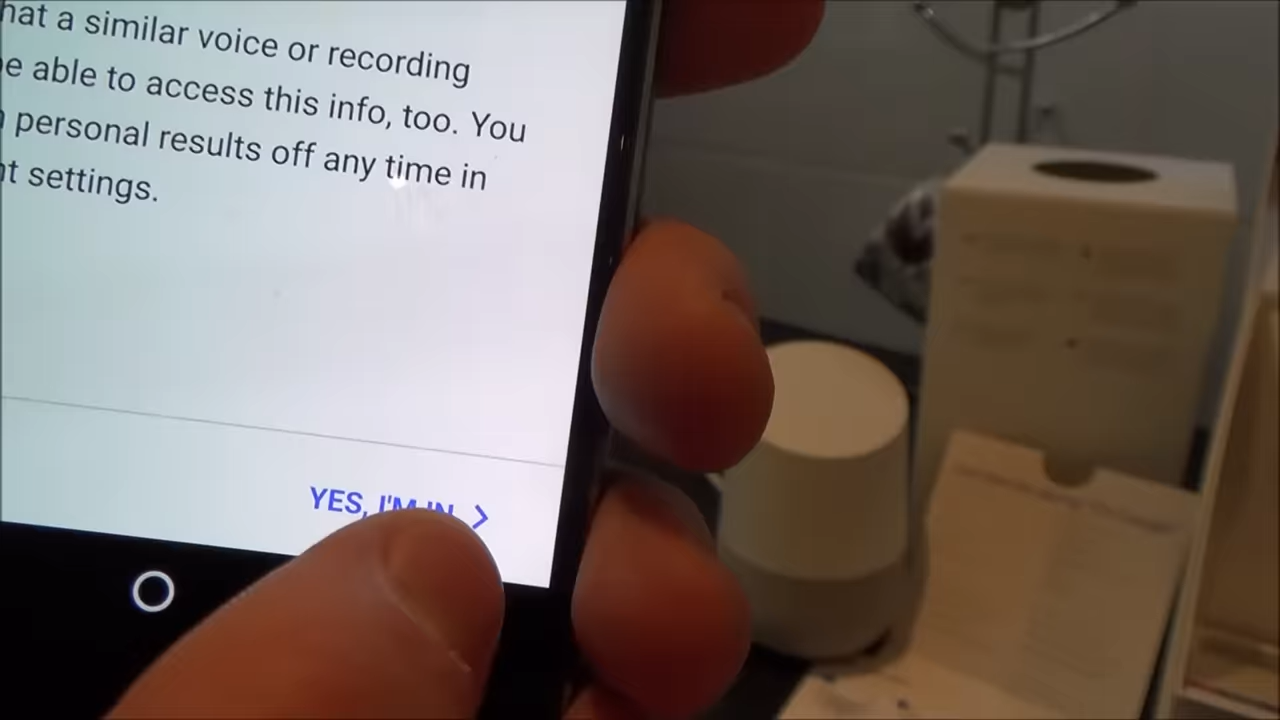 hat a similar voice or recording
e able to access this info, too. You
personal results off any time in
t settings.
YES, I'M IN >